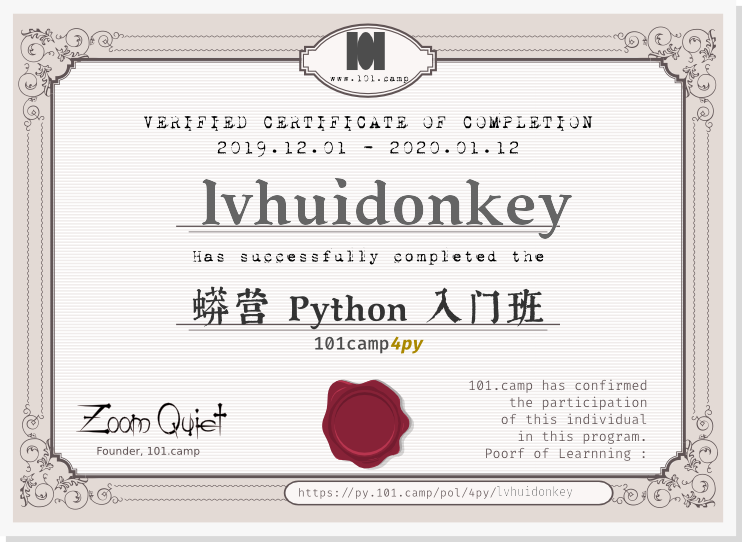 101
www.101.camp
VERIFIED CERTIFICATE OF COMPLETION
2019.12.01 - 2020.01.12
lvhuidonkey
Has successfully completed the
蟒营 Python 入门班
101camp4py
Zoom Quiet
Founder, 101.camp
101.camp has confirmed
the participation
of this individual
in this program.
Poorf of Learnning :
https://py.101.camp/pol/4py/lvhuidonkey